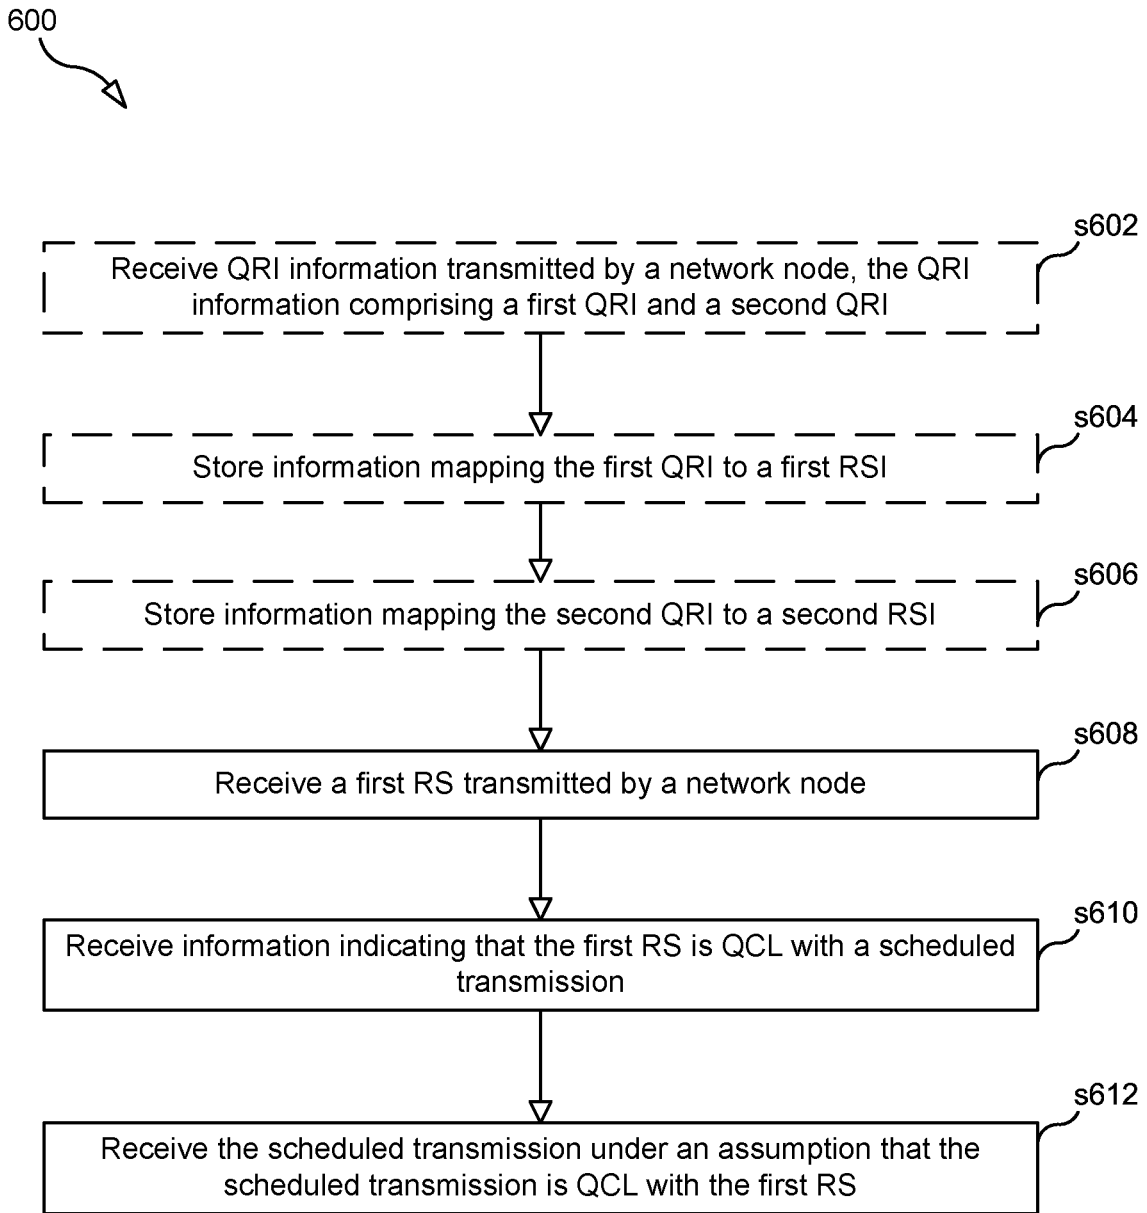 600
s602
Receive QRI information transmitted by a network node, the QRI
information comprising a first QRI and a second QRI
s604
Store information mapping the first QRI to a first RSI
s606
Store information mapping the second QRI to a second RSI
s608
Receive a first RS transmitted by a network node
s610
Receive information indicating that the first RS is QCL with a scheduled
transmission
s612
Receive the scheduled transmission under an assumption that the
scheduled transmission is QCL with the first RS